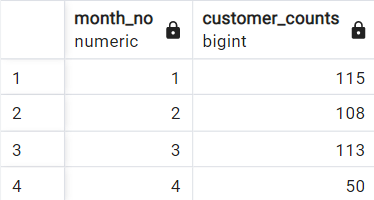 month_no customer_counts
numeric bigint
1 1 115
2 2 108
3 3 113
4 4 50